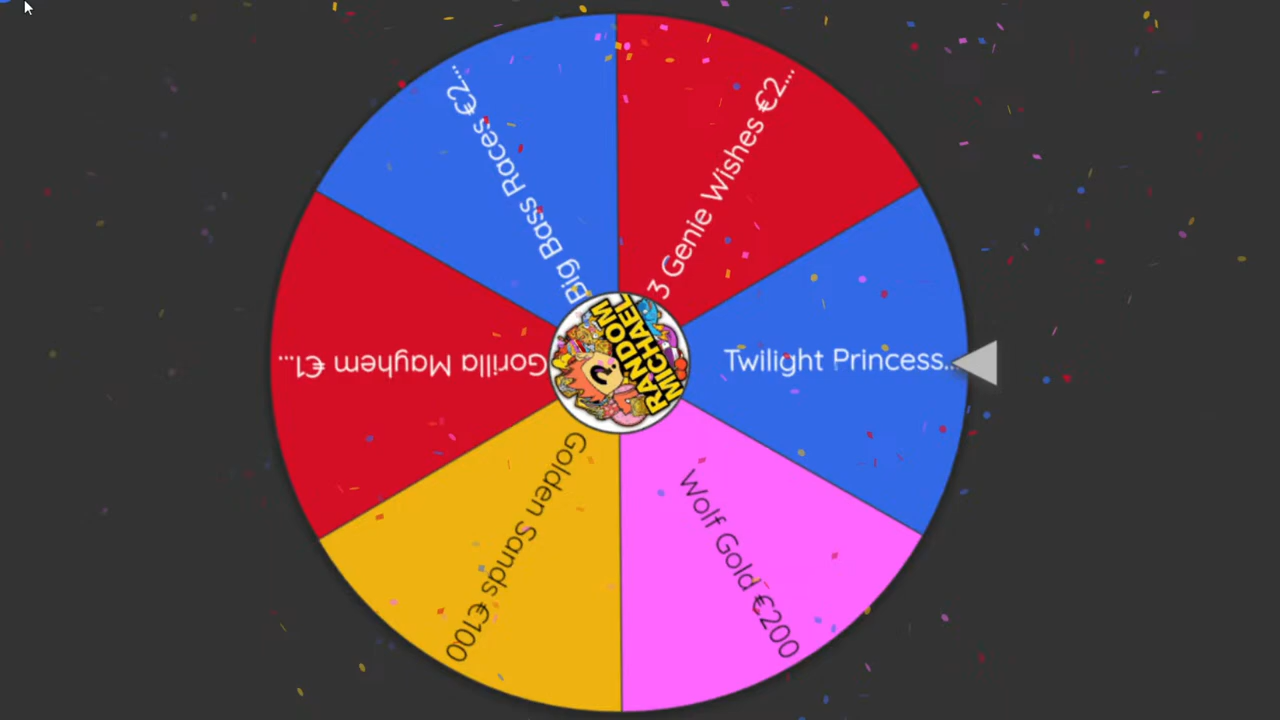 Big Bass Races €2...
3 Genie Wishes €2...
Twilight Princess...
Wolf Gold €200
Golden Sands €100
Gorilla Mayhem €1...
RANDOM
MICHAEL